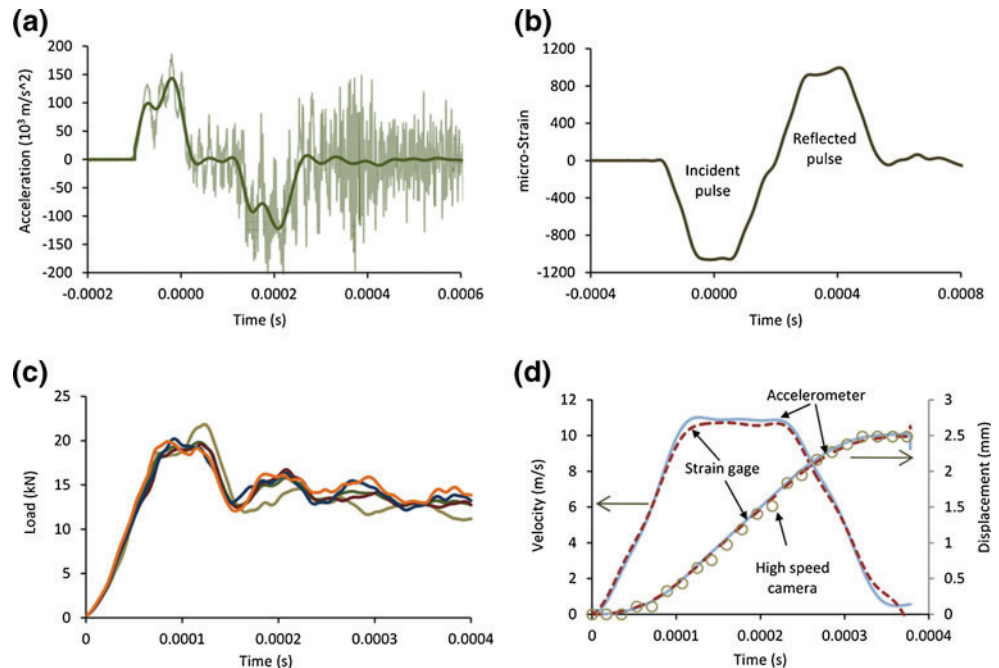 (a)
200
150
100
50
0
-50
-100
-150
-200
Acceleration (10³ m/s^2)
-0.0002 0.0000 0.0002 0.0004 0.0006
Time (s)
(b)
1200
800
400
0
-400
-800
-1200
micro-Strain
Incident
pulse
Reflected
pulse
-0.0004 0.0000 0.0004 0.0008
Time (s)
(c)
25
20
15
10
5
0
Load (kN)
0 0.0001 0.0002 0.0003 0.0004
Time (s)
(d)
12
10
8
6
4
2
0
Velocity (m/s)
Accelerometer
Strain gage
High speed
camera
3
2.5
2
1.5
1
0.5
0
Displacement (mm)
0 0.0001 0.0002 0.0003 0.0004
Time (s)